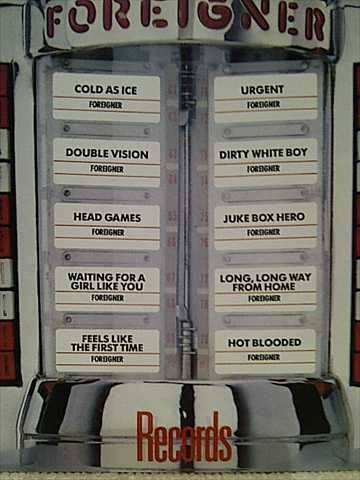 FOREIGNER
COLD AS ICE
FOREIGNER
URGENT
FOREIGNER
DOUBLE VISION
FOREIGNER
DIRTY WHITE BOY
FOREIGNER
HEAD GAMES
FOREIGNER
JUKE BOX HERO
FOREIGNER
WAITING FOR A
GIRL LIKE YOU
FOREIGNER
LONG, LONG WAY
FROM HOME
FOREIGNER
FEELS LIKE
THE FIRST TIME
FOREIGNER
HOT BLOODED
FOREIGNER
Records